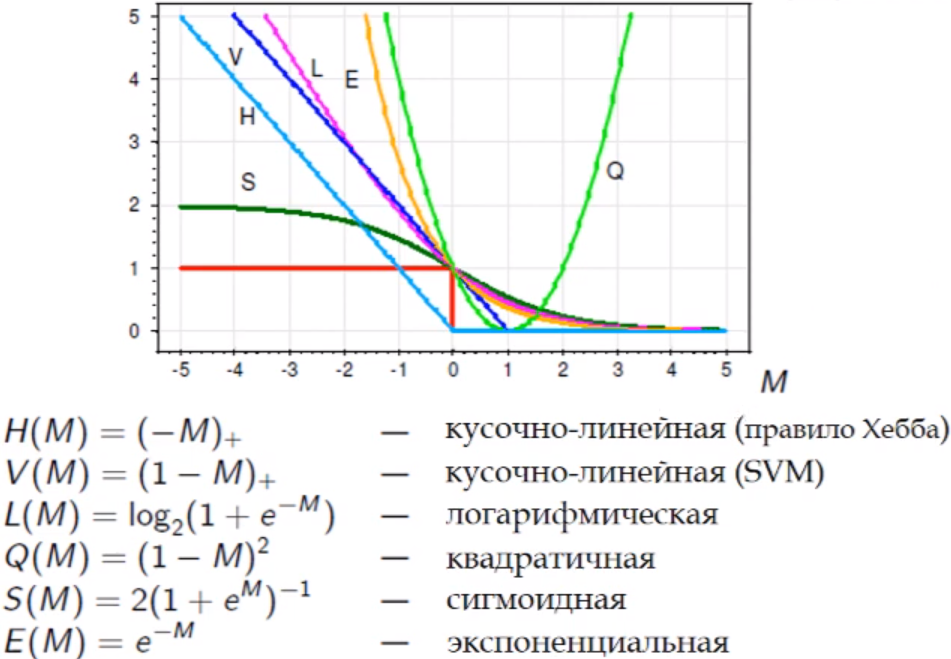 5
4
3
2
1
0
V
L
E
H
S
Q
-5 -4 -3 -2 -1 0 1 2 3 4 5
M
H(M) = (−M)₊ — кусочно-линейная (правило Хебба)
V(M) = (1 − M)₊ — кусочно-линейная (SVM)
L(M) = log₂(1 + e⁻ᴹ) — логарифмическая
Q(M) = (1 − M)² — квадратичная
S(M) = 2(1 + eᴹ)⁻¹ — сигмоидная
E(M) = e⁻ᴹ — экспоненциальная